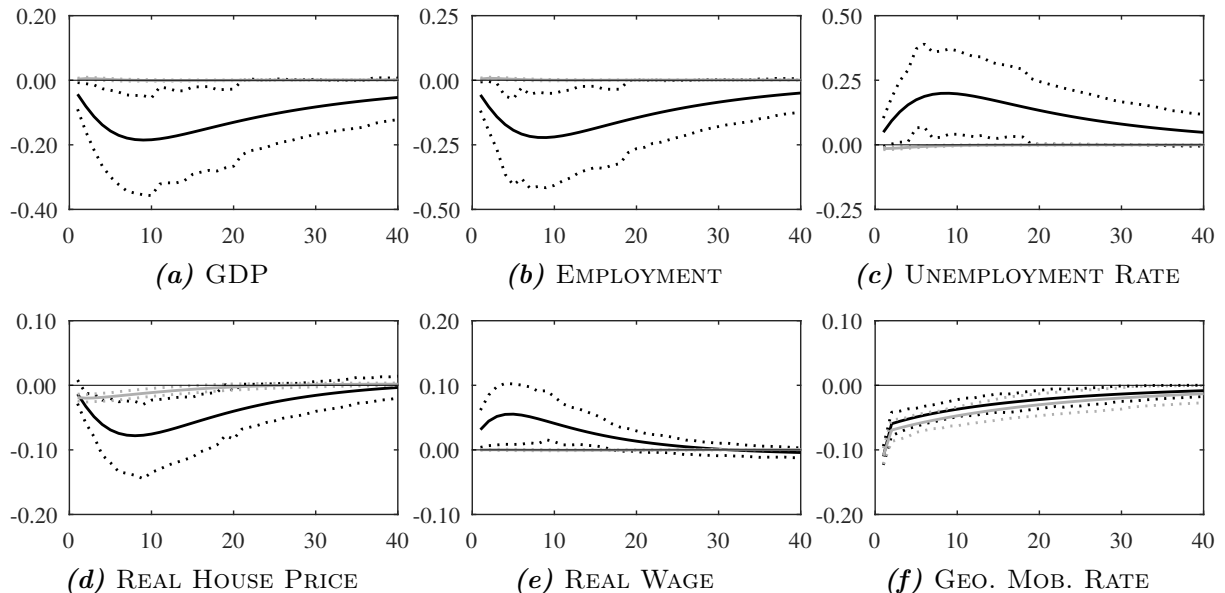 0.20 0.25 0.50
0.00 0.00 0.25
-0.20 -0.25 0.00
-0.40 -0.50 -0.25
0 10 20 30 40 0 10 20 30 40 0 10 20 30 40
(a) GDP (b) EMPLOYMENT (c) UNEMPLOYMENT RATE
0.10 0.20 0.10
0.00 0.10 0.00
-0.10 0.00 -0.10
-0.20 -0.10 -0.20
0 10 20 30 40 0 10 20 30 40 0 10 20 30 40
(d) REAL HOUSE PRICE (e) REAL WAGE (f) GEO. MOB. RATE